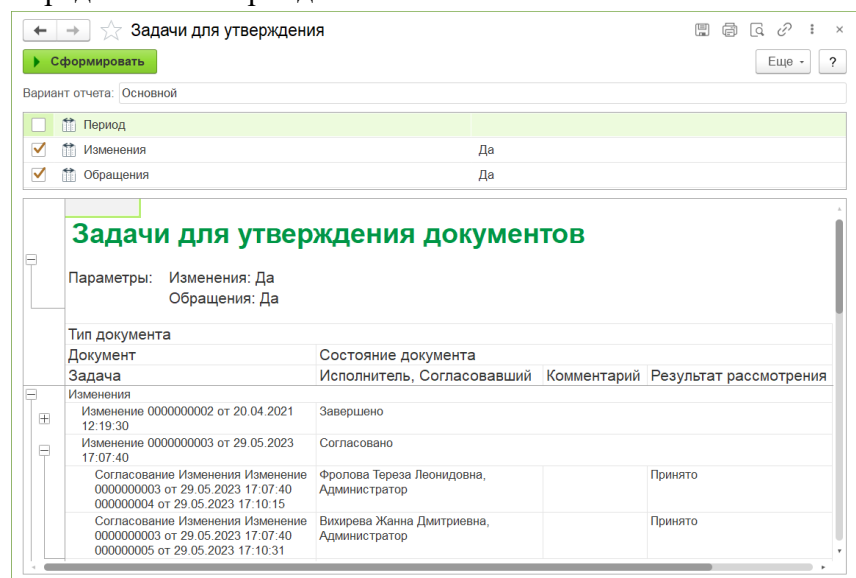 Задачи для утверждения
Сформировать
Еще
?
Вариант отчета: Основной
Период
Изменения Да
Обращения Да
Задачи для утверждения документов
Параметры: Изменения: Да
Обращения: Да
Тип документа
Документ Состояние документа
Задача Исполнитель, Согласовавший Комментарий Результат рассмотрения
Изменения
Изменение 0000000002 от 20.04.2021 Завершено
12:19:30
Изменение 0000000003 от 29.05.2023 Согласовано
17:07:40
Согласование Изменения Изменение Фролова Тереза Леонидовна, Принято
0000000003 от 29.05.2023 17:07:40 Администратор
000000004 от 29.05.2023 17:10:15
Согласование Изменения Изменение Вихирева Жанна Дмитриевна, Принято
0000000003 от 29.05.2023 17:07:40 Администратор
000000005 от 29.05.2023 17:10:31